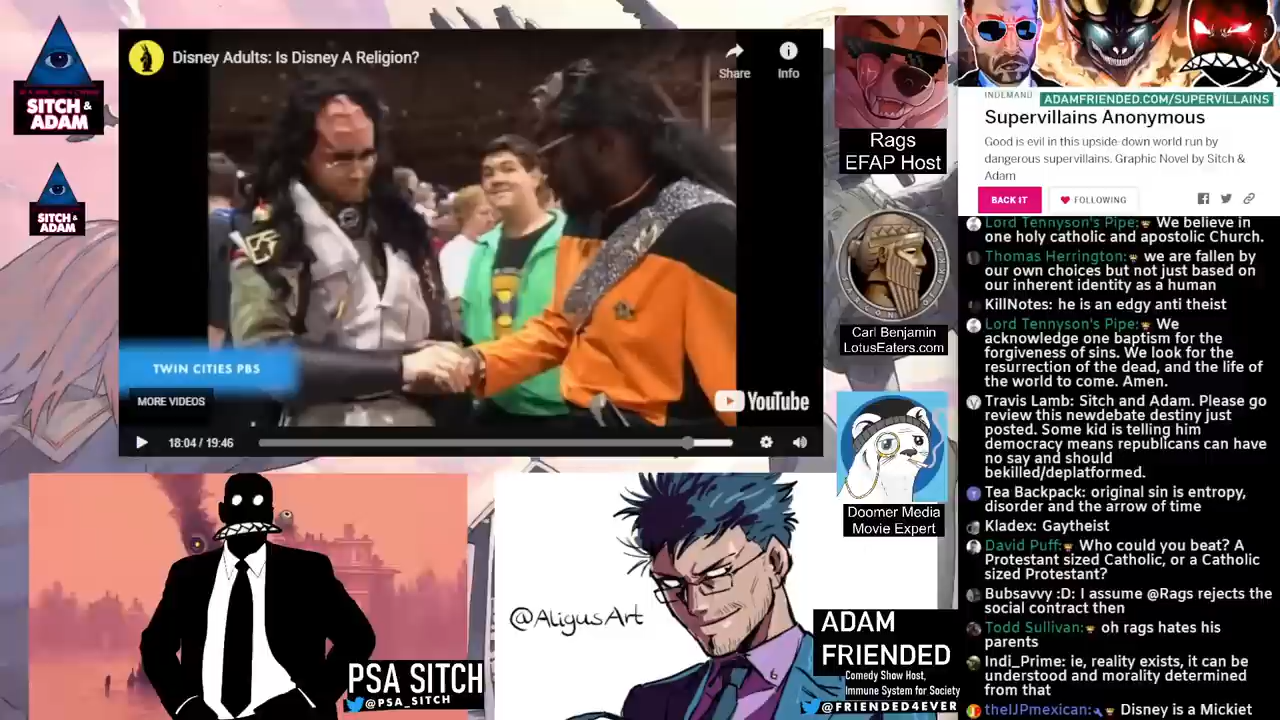 SITCH &
ADAM
SITCH &
ADAM
Disney Adults: Is Disney A Religion?
Share
Info
TWIN CITIES PBS
MORE VIDEOS
YouTube
18:04 / 19:46
Rags
EFAP Host
Carl Benjamin
LotusEaters.com
Doomer Media
Movie Expert
PSA SITCH
@PSA_SITCH
@AligusArt
ADAM
FRIENDED
Comedy Show Host,
Immune System for Society
@FRIENDED4EVER
INDEMAND
ADAMFRIENDED.COM/SUPERVILLAINS
Supervillains Anonymous
Good is evil in this upside-down world run by
dangerous supervillains. Graphic Novel by Sitch &
Adam
BACK IT
FOLLOWING
Lord Tennyson's Pipe: We believe in
one holy catholic and apostolic Church.
Thomas Herrington: we are fallen by
our own choices but not just based on
our inherent identity as a human
KillNotes: he is an edgy anti theist
Lord Tennyson's Pipe: We
acknowledge one baptism for the
forgiveness of sins. We look for the
resurrection of the dead, and the life of
the world to come. Amen.
Travis Lamb: Sitch and Adam. Please go
review this newdebate destiny just
posted. Some kid is telling him
democracy means republicans can have
no say and should
bekilled/deplatformed.
Tea Backpack: original sin is entropy,
disorder and the arrow of time
Kladex: Gaytheist
David Puff: Who could you beat? A
Protestant sized Catholic, or a Catholic
sized Protestant?
Bubsavvy :D: I assume @Rags rejects the
social contract then
Todd Sullivan: oh rags hates his
parents
Indi_Prime: ie, reality exists, it can be
understood and morality determined
from that
theIJPmexican: Disney is a Mickiet